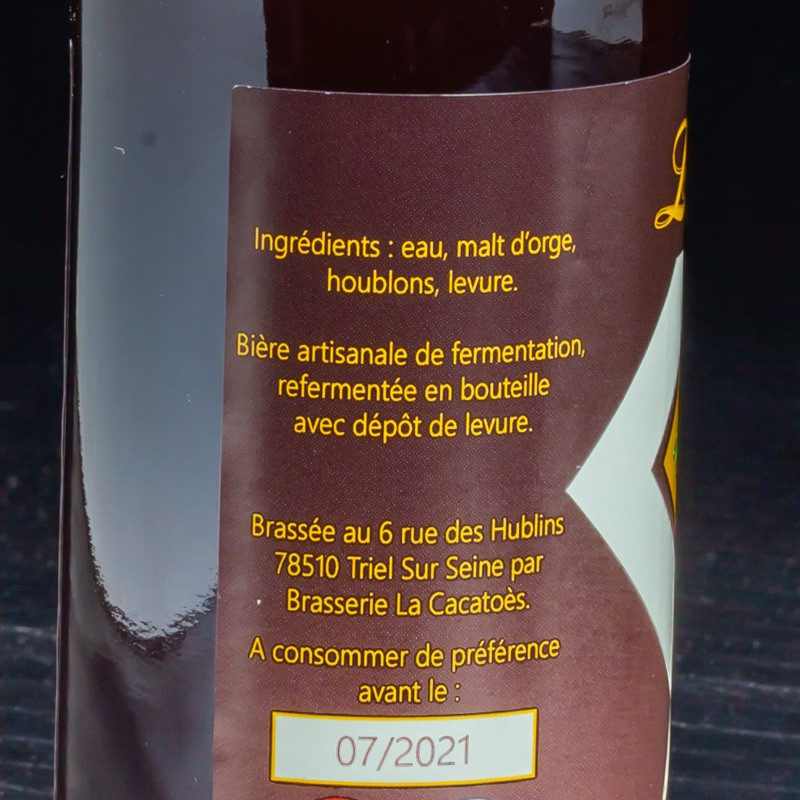 Ingrédients : eau, malt d'orge,
houblons, levure.
Bière artisanale de fermentation,
refermentée en bouteille
avec dépôt de levure.
Brassée au 6 rue des Hublins
78510 Triel Sur Seine par
Brasserie La Cacatoès.
A consommer de préférence
avant le :
07/2021